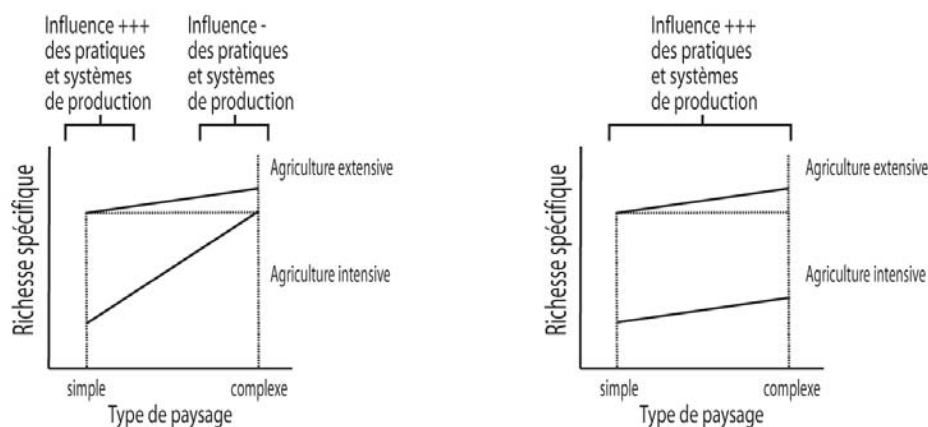 Influence +++
des pratiques
et systèmes
de production
Influence -
des pratiques
et systèmes
de production
Richesse spécifique
Agriculture extensive
Agriculture intensive
simple
complexe
Type de paysage
Influence +++
des pratiques
et systèmes
de production
Richesse spécifique
Agriculture extensive
Agriculture intensive
simple
complexe
Type de paysage